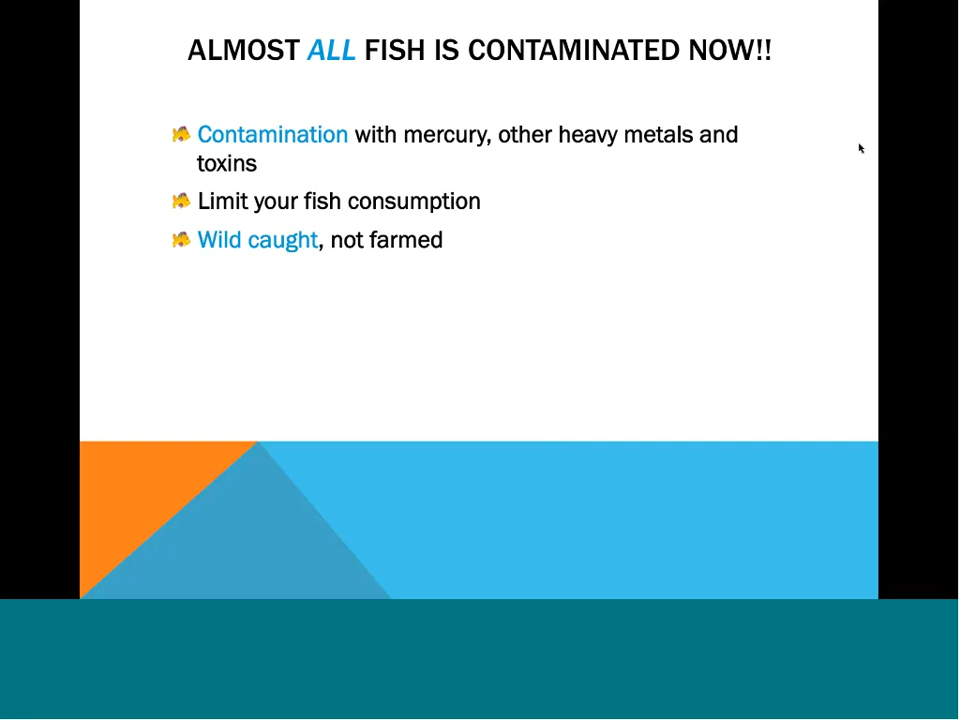 ALMOST ALL FISH IS CONTAMINATED NOW!!
Contamination with mercury, other heavy metals and
toxins
Limit your fish consumption
Wild caught, not farmed